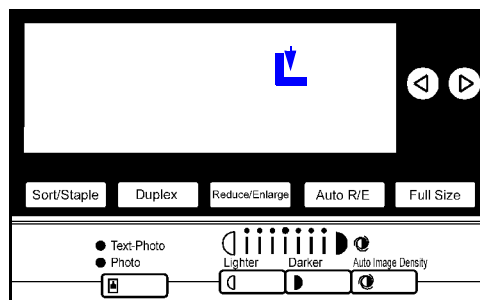 Sort/Staple Duplex Reduce/Enlarge Auto R/E Full Size
Text-Photo
Photo
Lighter Darker Auto Image Density